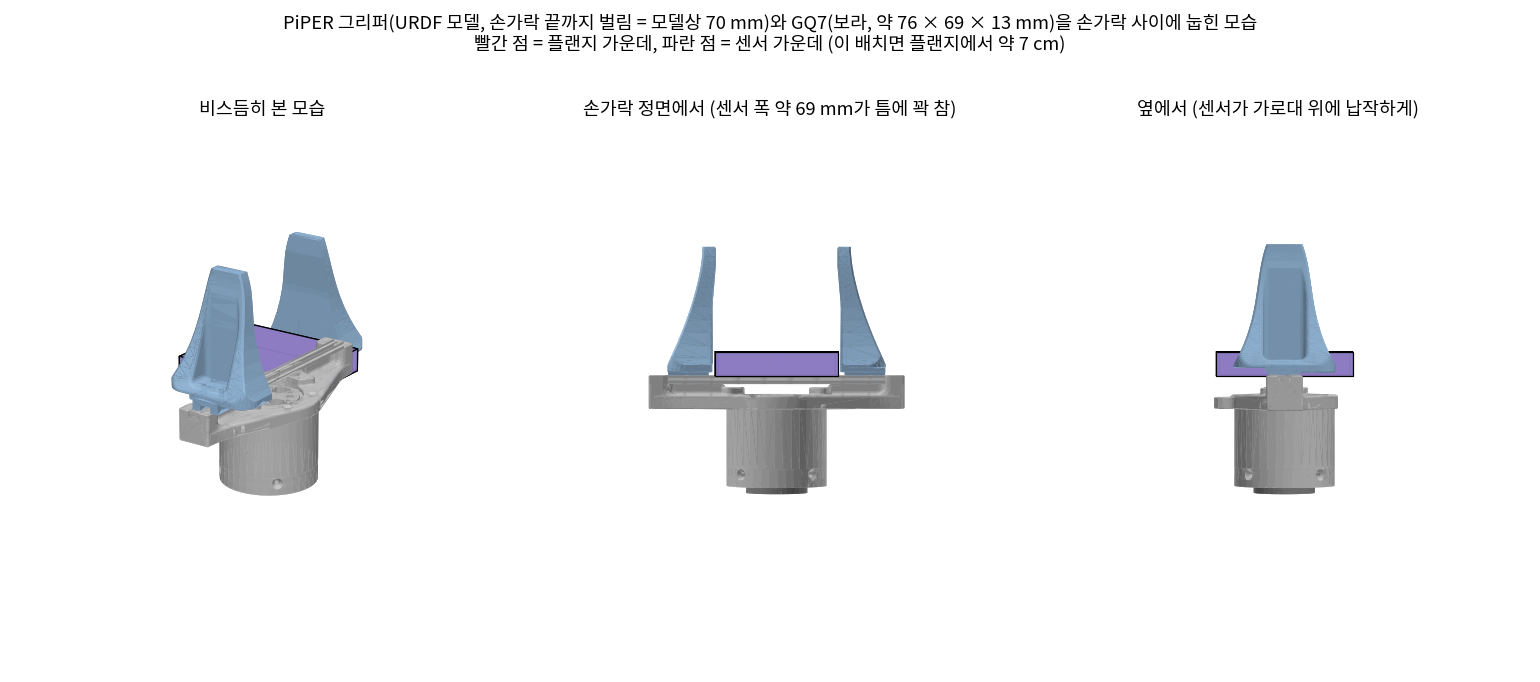 PiPER 그리퍼(URDF 모델, 손가락 끝까지 벌림 = 모델상 70 mm)와 GQ7(보라, 약 76 × 69 × 13 mm)을 손가락 사이에 눕힌 모습
빨간 점 = 플랜지 가운데, 파란 점 = 센서 가운데 (이 배치면 플랜지에서 약 7 cm)
비스듬히 본 모습
손가락 정면에서 (센서 폭 약 69 mm가 틈에 꽉 참)
옆에서 (센서가 가로대 위에 납작하게)